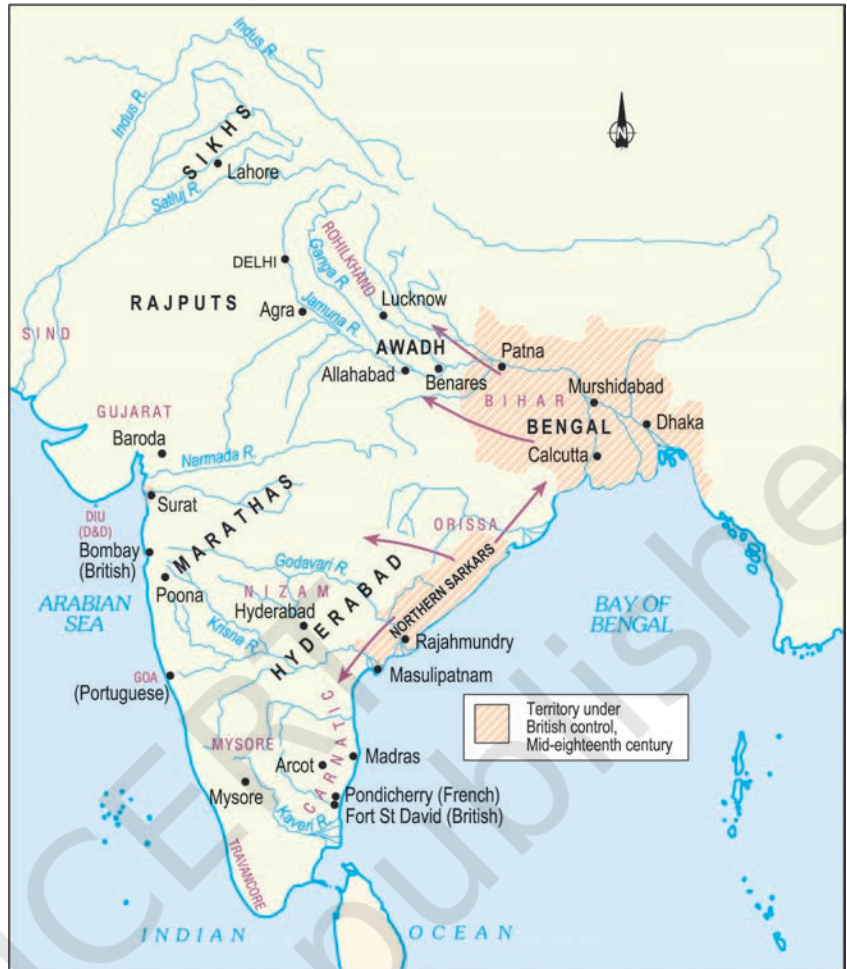 Indus R.
Indus R.
SIKHS
Lahore
Satluj R.
N
DELHI
ROHILKHAND
Ganga R.
RAJPUTS
Agra
Jamuna R.
Lucknow
SIND
AWADH
Patna
Allahabad
Benares
BIHAR
Murshidabad
GUJARAT
BENGAL
Dhaka
Baroda
Narmada R.
Calcutta
Surat
MARATHAS
DIU
(D&D)
ORISSA
Bombay
(British)
Godavari R.
Poona
NIZAM
HYDERABAD
NORTHERN SARKARS
ARABIAN
SEA
Hyderabad
BAY OF
BENGAL
Krisna R.
Rajahmundry
Masulipatnam
GOA
(Portuguese)
Territory under
British control,
Mid-eighteenth century
CARNATIC
MYSORE
Arcot
Madras
Mysore
Pondicherry (French)
Kaveri R.
Fort St David (British)
TRAVANCORE
INDIAN OCEAN
NCERT
publishe